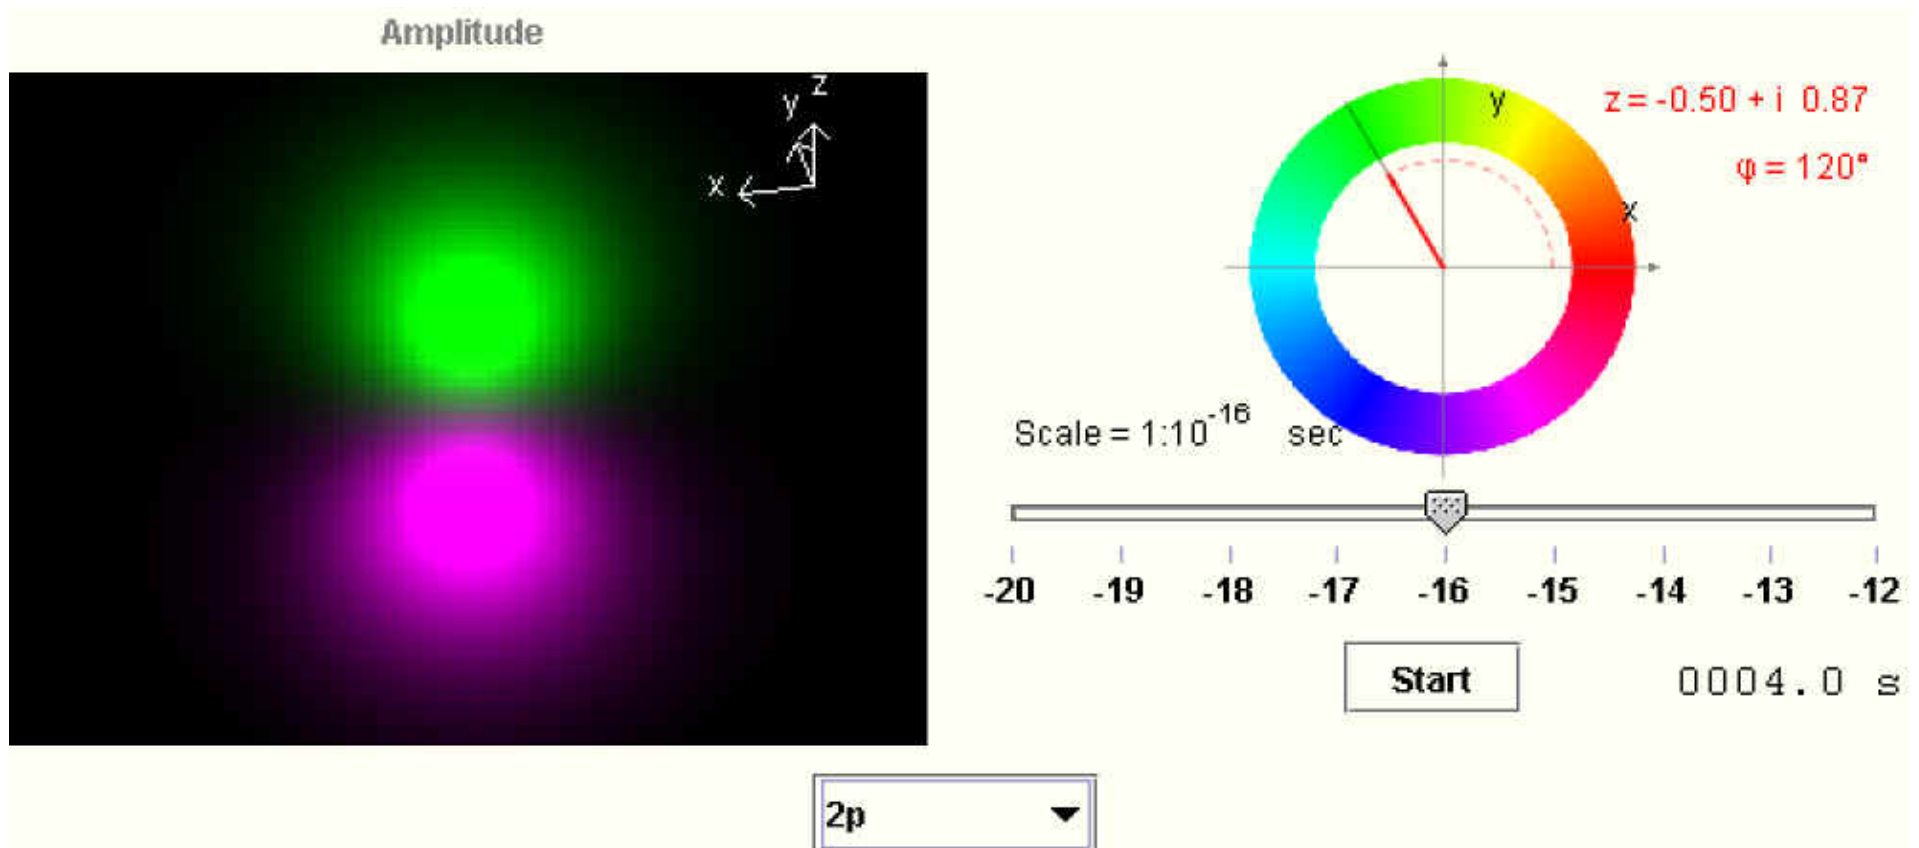 Amplitude
z
y
x
y
x
z = -0.50 + i 0.87
φ = 120°
Scale = 1:10^-16 sec
-20 -19 -18 -17 -16 -15 -14 -13 -12
Start 0004.0 s
2p